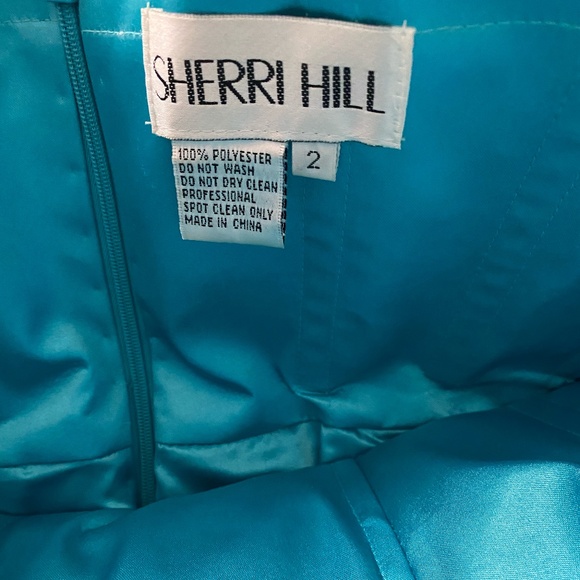 SHERRI HILL
100% POLYESTER
DO NOT WASH
DO NOT DRY CLEAN
PROFESSIONAL
SPOT CLEAN ONLY
MADE IN CHINA
2